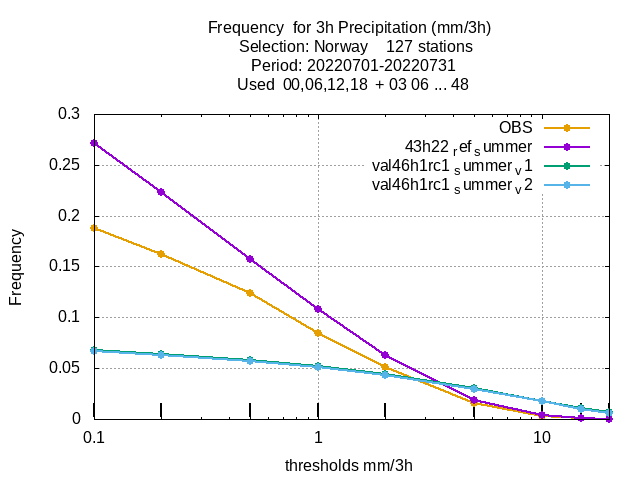 Frequency for 3h Precipitation (mm/3h)
Selection: Norway 127 stations
Period: 20220701-20220731
Used 00,06,12,18 + 03 06 ... 48
0.3
0.25
0.2
0.15
0.1
0.05
0
Frequency
OBS
43h22_ref_summer
val46h1rc1_summer_v1
val46h1rc1_summer_v2
0.1 1 10
thresholds mm/3h